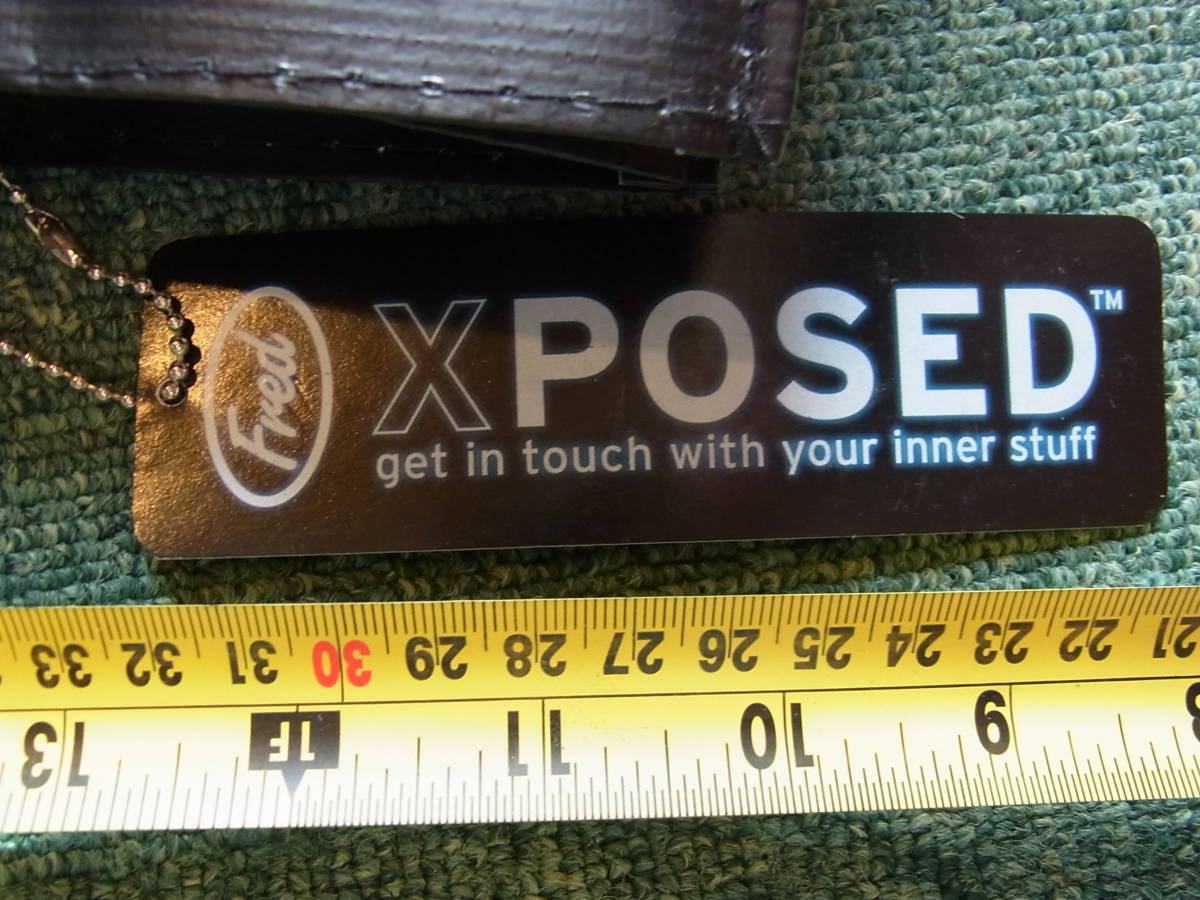 Fred
XPOSED™
get in touch with your inner stuff
33 32 31 30 29 28 27 26 25 24 23 22 21
13 1F 11 10 9 8